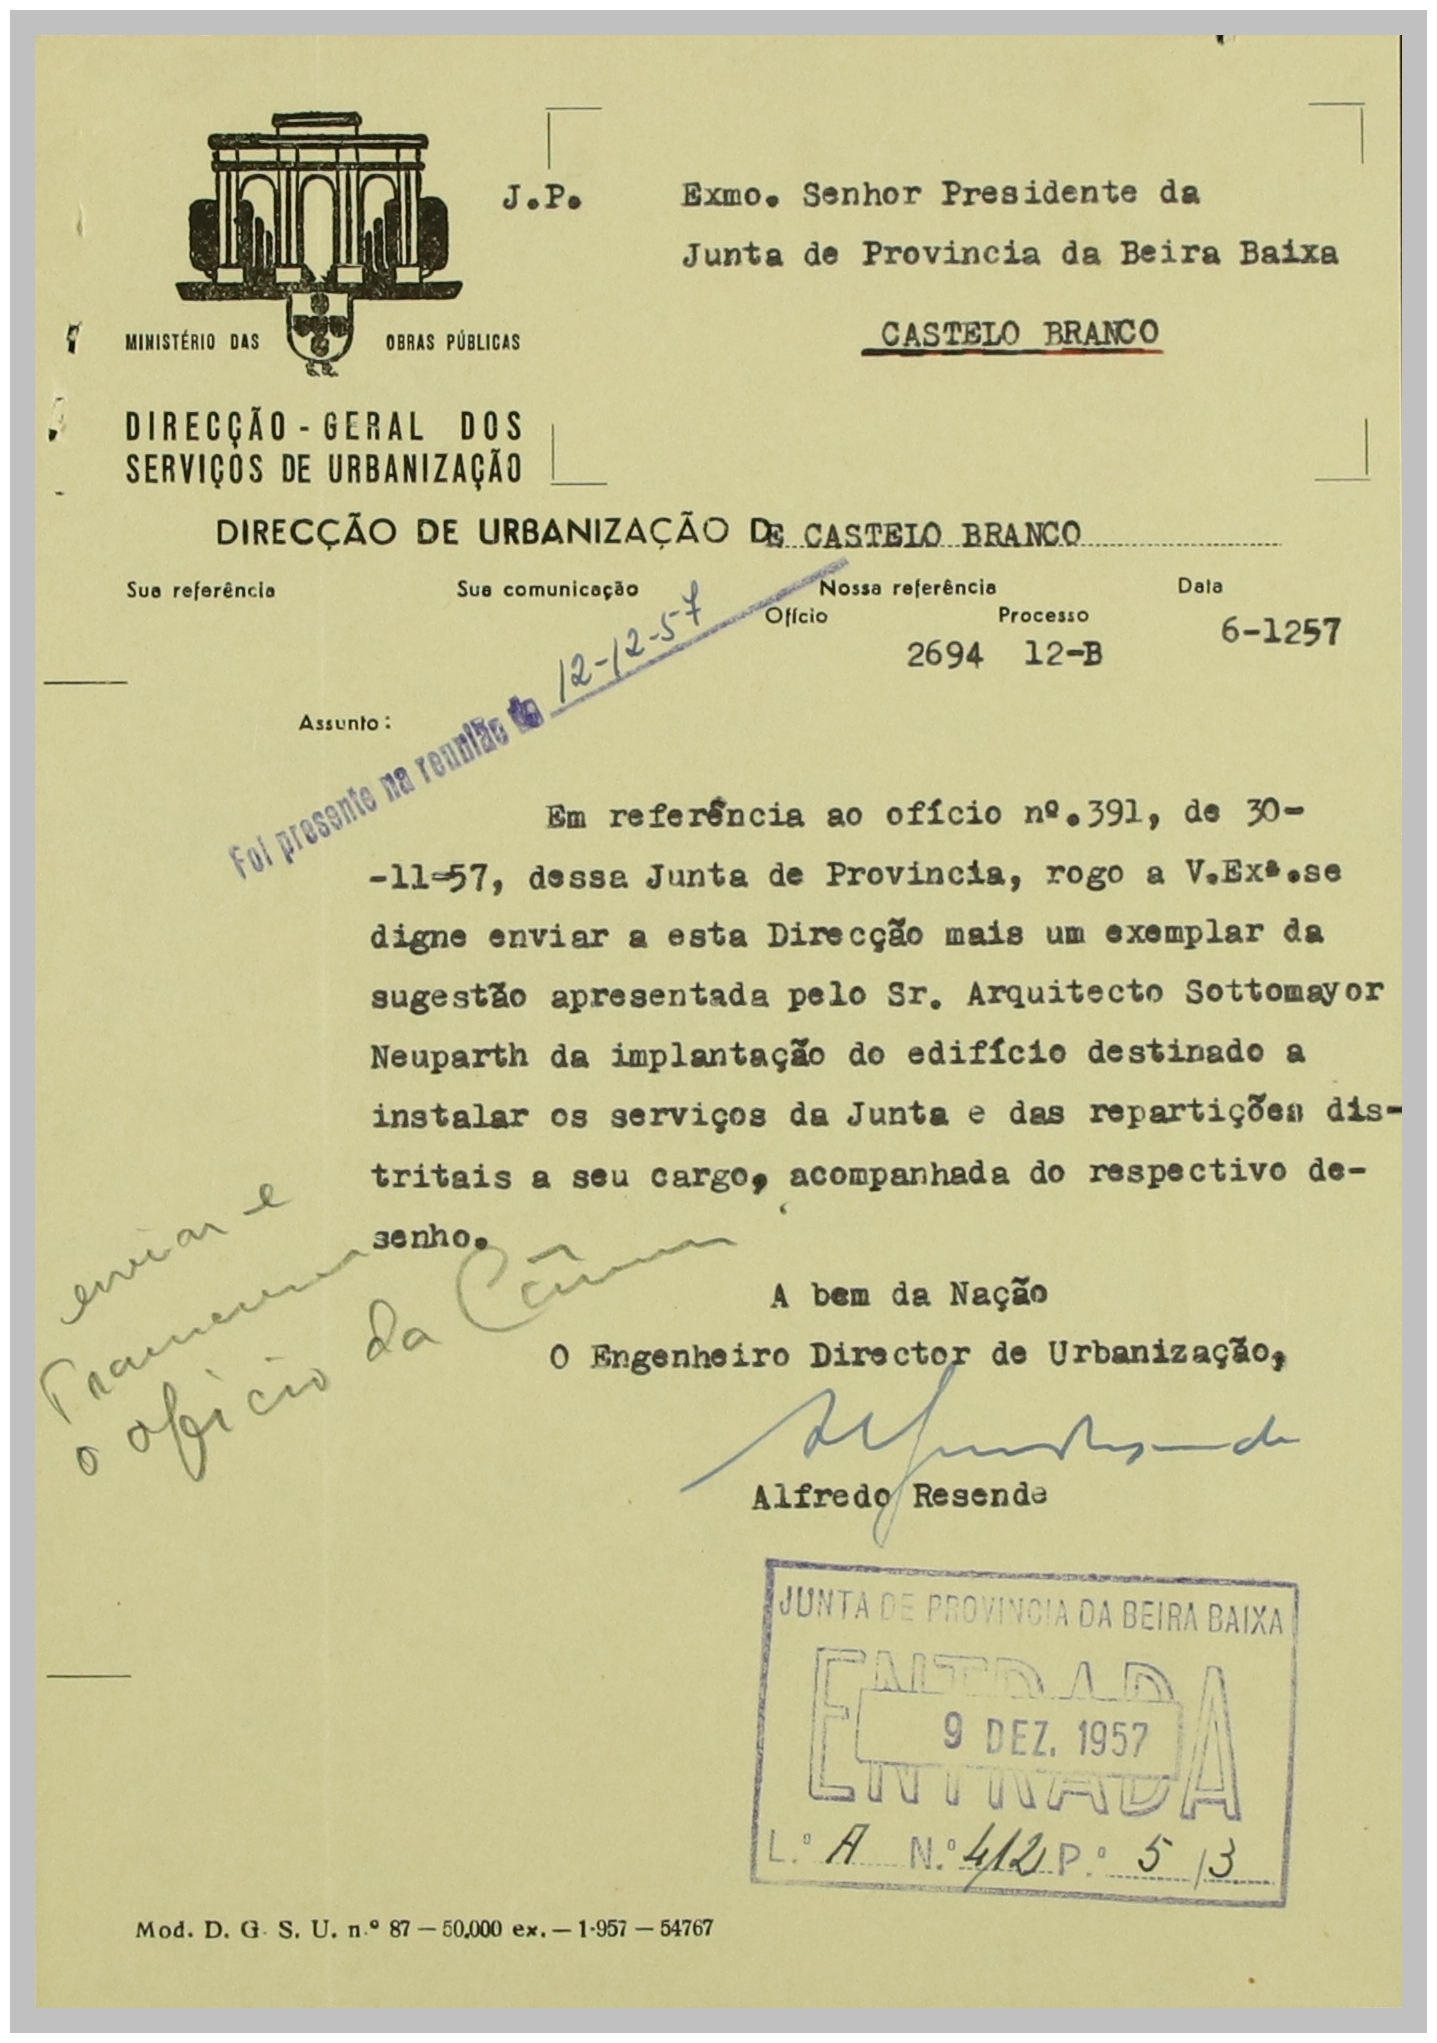 J.P.
Exmo. Senhor Presidente da
Junta de Provincia da Beira Baixa
CASTELO BRANCO
MINISTÉRIO DAS OBRAS PÚBLICAS
DIRECÇÃO-GERAL DOS
SERVIÇOS DE URBANIZAÇÃO
DIRECÇÃO DE URBANIZAÇÃO DE CASTELO BRANCO
Sua referência Sua comunicação Nossa referência Data
Ofício Processo
2694 12-B 6-1257
Foi presente na reunião de 12-12-57
Assunto:
Em referência ao ofício nº.391, de 30-
-11-57, dessa Junta de Provincia, rogo a V.Exª.se
digne enviar a esta Direcção mais um exemplar da
sugestão apresentada pelo Sr. Arquitecto Sottomayor
Neuparth da implantação do edifício destinado a
instalar os serviços da Junta e das repartições dis-
tritais a seu cargo, acompanhada do respectivo de-
senho.
enviar e
o ofício da
A bem da Nação
O Engenheiro Director de Urbanização,
Alfredo Resende
JUNTA DE PROVINCIA DA BEIRA BAIXA
ENTRADA
9 DEZ. 1957
L.º A N.º 412 P.º 5/3
Mod. D. G. S. U. n.º 87 — 50.000 ex. — 1-957 — 54767